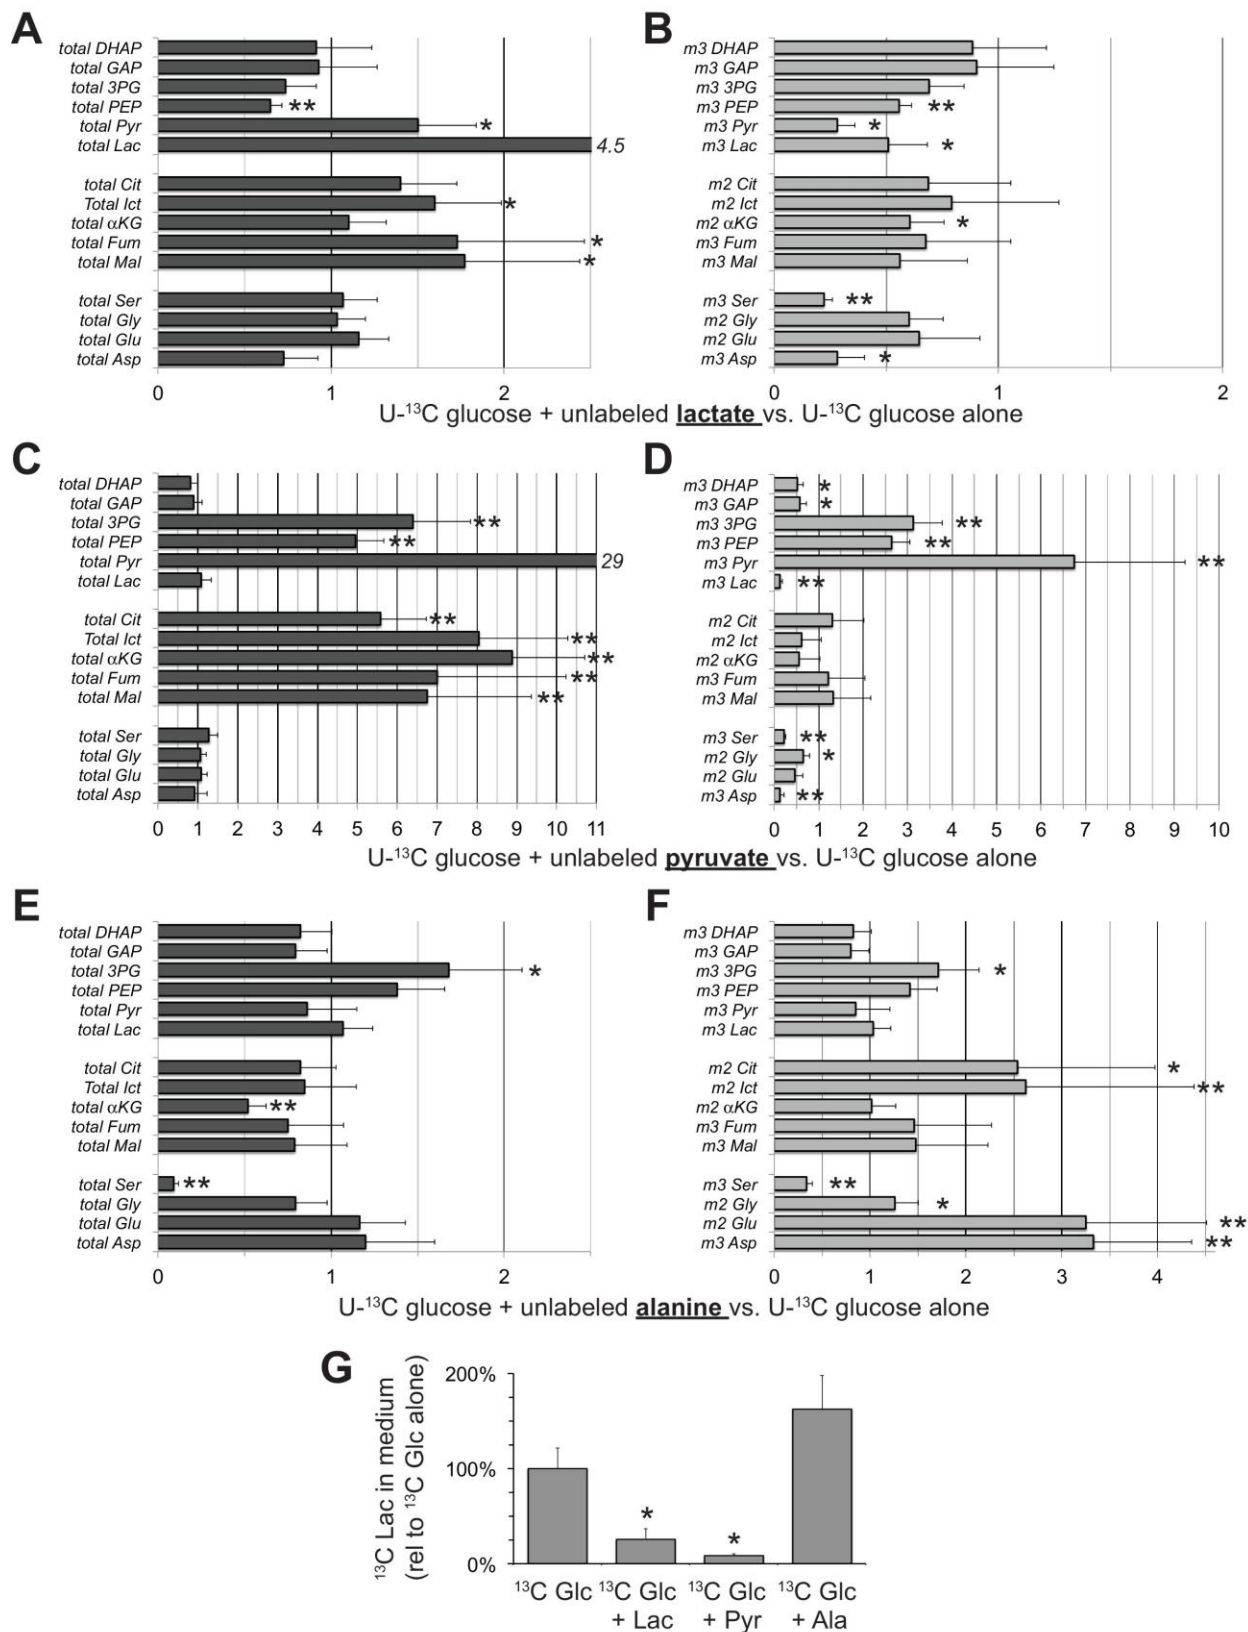 A
total DHAP
total GAP
total 3PG
total PEP
**
total Pyr
*
total Lac
4.5
total Cit
Total Ict
*
total αKG
total Fum
*
total Mal
*
total Ser
total Gly
total Glu
total Asp
0 1 2
B
m3 DHAP
m3 GAP
m3 3PG
m3 PEP
**
m3 Pyr
*
m3 Lac
*
m2 Cit
m2 Ict
m2 αKG
*
m3 Fum
m3 Mal
m3 Ser
**
m2 Gly
m2 Glu
m3 Asp
*
0 1 2
U-¹³C glucose + unlabeled lactate vs. U-¹³C glucose alone
C
total DHAP
total GAP
total 3PG
**
total PEP
**
total Pyr
29
total Lac
total Cit
**
Total Ict
**
total αKG
**
total Fum
**
total Mal
**
total Ser
total Gly
total Glu
total Asp
0 1 2 3 4 5 6 7 8 9 10 11
D
m3 DHAP
*
m3 GAP
*
m3 3PG
**
m3 PEP
**
m3 Pyr
**
m3 Lac
**
m2 Cit
m2 Ict
m2 αKG
m3 Fum
m3 Mal
m3 Ser
**
m2 Gly
*
m2 Glu
m3 Asp
**
0 1 2 3 4 5 6 7 8 9 10
U-¹³C glucose + unlabeled pyruvate vs. U-¹³C glucose alone
E
total DHAP
total GAP
total 3PG
*
total PEP
total Pyr
total Lac
total Cit
Total Ict
total αKG
**
total Fum
total Mal
total Ser
**
total Gly
total Glu
total Asp
0 1 2
F
m3 DHAP
m3 GAP
m3 3PG
*
m3 PEP
m3 Pyr
m3 Lac
m2 Cit
*
m2 Ict
**
m2 αKG
m3 Fum
m3 Mal
m3 Ser
**
m2 Gly
*
m2 Glu
**
m3 Asp
**
0 1 2 3 4
U-¹³C glucose + unlabeled alanine vs. U-¹³C glucose alone
G
¹³C Lac in medium
(rel to ¹³C Glc alone)
200%
100%
0%
*
*
¹³C Glc
¹³C Glc
+ Lac
¹³C Glc
+ Pyr
¹³C Glc
+ Ala